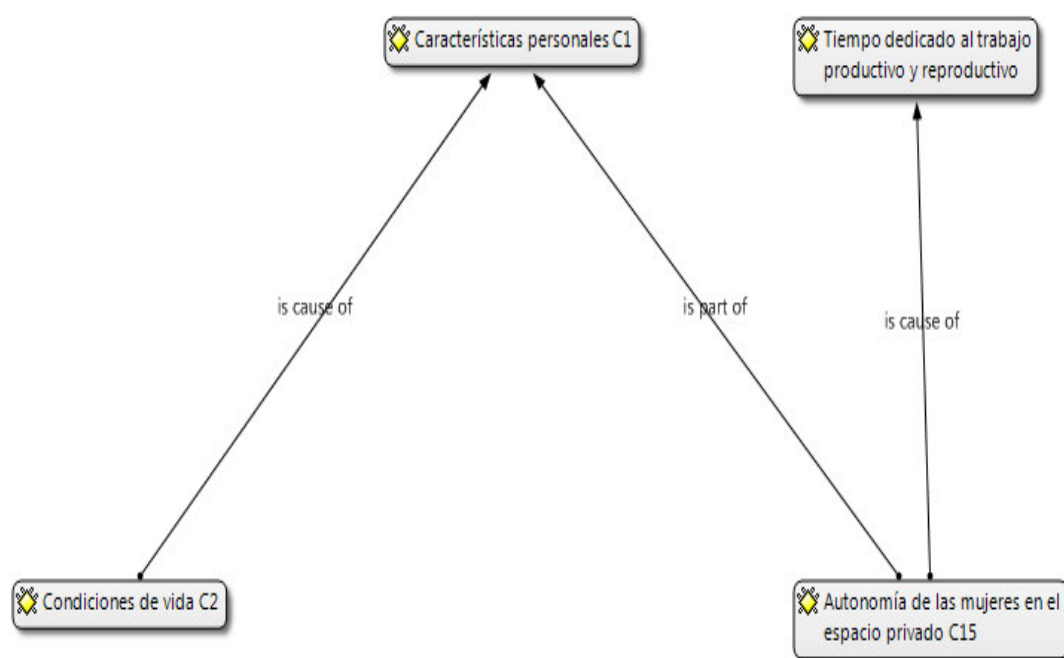 Características personales C1
Tiempo dedicado al trabajo
productivo y reproductivo
is cause of
is part of
is cause of
Condiciones de vida C2
Autonomía de las mujeres en el
espacio privado C15